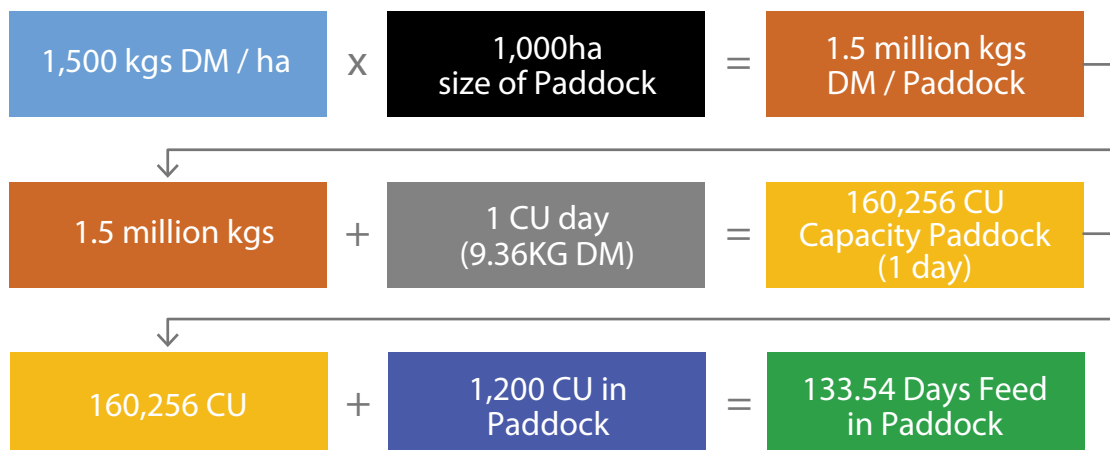 1,500 kgs DM / ha
x
1,000ha
size of Paddock
=
1.5 million kgs
DM / Paddock
1.5 million kgs
+
1 CU day
(9.36KG DM)
=
160,256 CU
Capacity Paddock
(1 day)
160,256 CU
+
1,200 CU in
Paddock
=
133.54 Days Feed
in Paddock